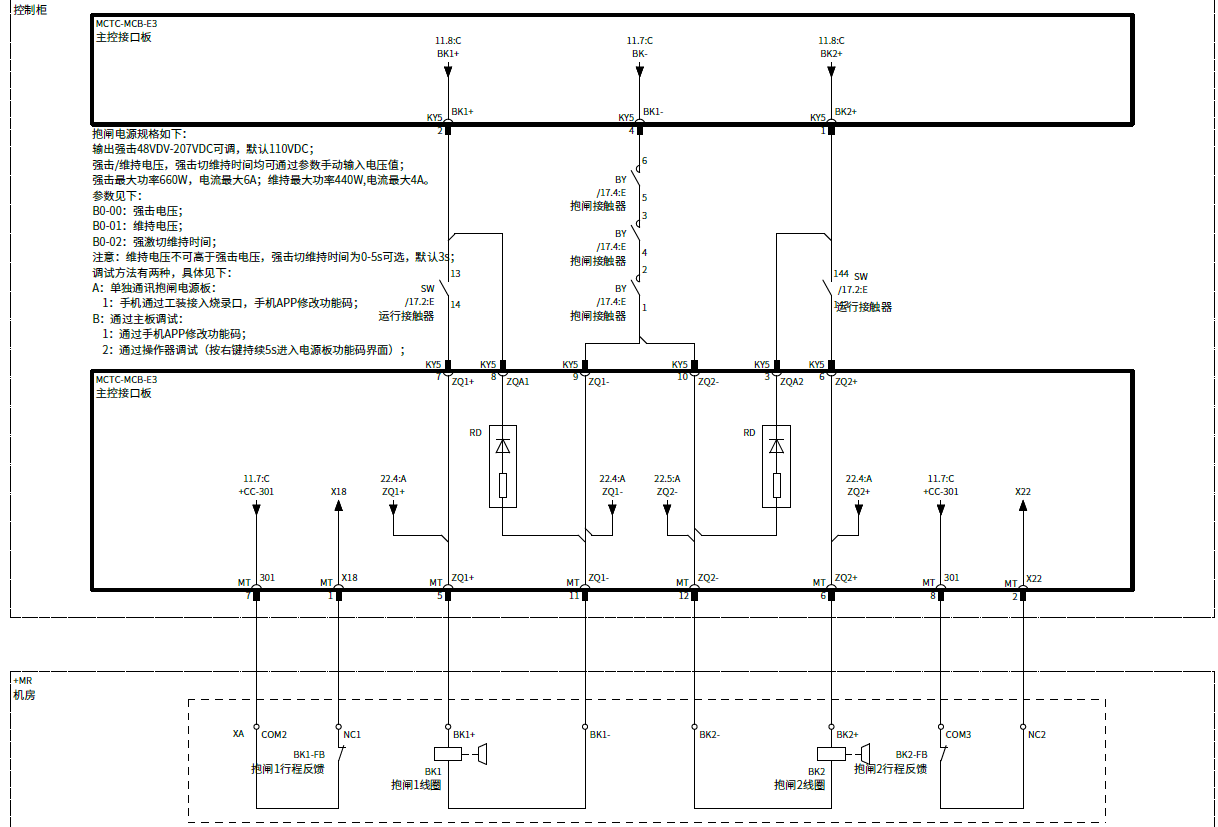 控制柜
MCTC-MCB-E3
主控接口板
11.8:C
BK1+
11.7:C
BK-
11.8:C
BK2+
KY5
2
BK1+
KY5
4
BK1-
KY5
1
BK2+
抱闸电源规格如下：
输出强击48VDV-207VDC可调，默认110VDC；
强击/维持电压，强击切维持时间均可通过参数手动输入电压值；
强击最大功率660W，电流最大6A；维持最大功率440W,电流最大4A。
参数见下：
B0-00：强击电压；
B0-01：维持电压；
B0-02：强激切维持时间；
注意：维持电压不可高于强击电压，强击切维持时间为0-5s可选，默认3s；
调试方法有两种，具体见下：
A：单独通讯抱闸电源板：
1：手机通过工装接入烧录口，手机APP修改功能码；
B：通过主板调试：
1：通过手机APP修改功能码；
2：通过操作器调试（按右键持续5s进入电源板功能码界面）；
6
BY
/17.4:E
抱闸接触器
5
3
BY
/17.4:E
抱闸接触器
4
2
BY
/17.4:E
抱闸接触器
1
13
SW
/17.2:E
运行接触器
14
144
SW
/17.2:E
运行接触器
KY5
7
ZQ1+
KY5
8
ZQA1
KY5
9
ZQ1-
KY5
10
ZQ2-
KY5
3
ZQA2
KY5
6
ZQ2+
MCTC-MCB-E3
主控接口板
RD
RD
11.7:C
+CC-301
X18
22.4:A
ZQ1+
22.4:A
ZQ1-
22.5:A
ZQ2-
22.4:A
ZQ2+
11.7:C
+CC-301
X22
MT
7
301
MT
1
X18
MT
5
ZQ1+
MT
11
ZQ1-
MT
12
ZQ2-
MT
6
ZQ2+
MT
8
301
MT
2
X22
+MR
机房
XA
COM2
NC1
BK1+
BK1-
BK2-
BK2+
COM3
NC2
BK1-FB
抱闸1行程反馈
BK1
抱闸1线圈
BK2
抱闸2线圈
BK2-FB
抱闸2行程反馈